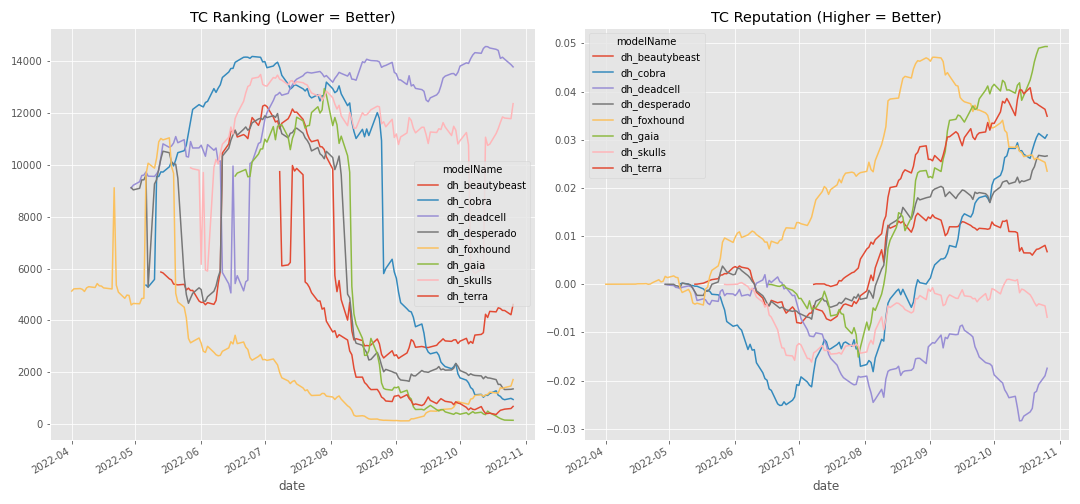 TC Ranking (Lower = Better)
14000
12000
10000
8000
6000
4000
2000
0
modelName
dh_beautybeast
dh_cobra
dh_deadcell
dh_desperado
dh_foxhound
dh_gaia
dh_skulls
dh_terra
2022-04
2022-05
2022-06
2022-07
2022-08
2022-09
2022-10
2022-11
date
TC Reputation (Higher = Better)
0.05
0.04
0.03
0.02
0.01
0.00
−0.01
−0.02
−0.03
modelName
dh_beautybeast
dh_cobra
dh_deadcell
dh_desperado
dh_foxhound
dh_gaia
dh_skulls
dh_terra
2022-04
2022-05
2022-06
2022-07
2022-08
2022-09
2022-10
2022-11
date